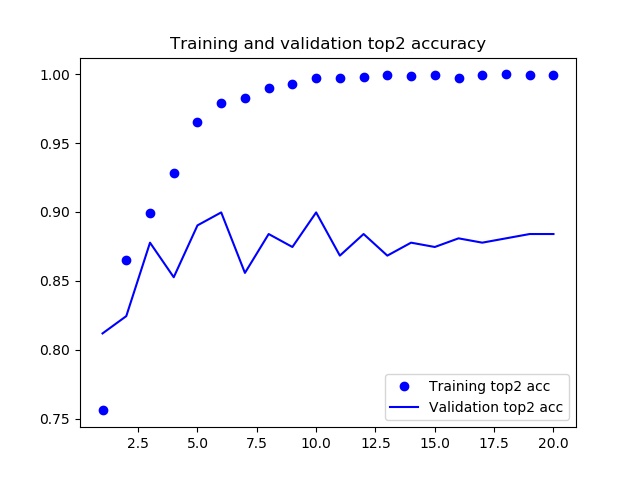 Training and validation top2 accuracy
1.00
0.95
0.90
0.85
0.80
0.75
Training top2 acc
Validation top2 acc
2.5 5.0 7.5 10.0 12.5 15.0 17.5 20.0